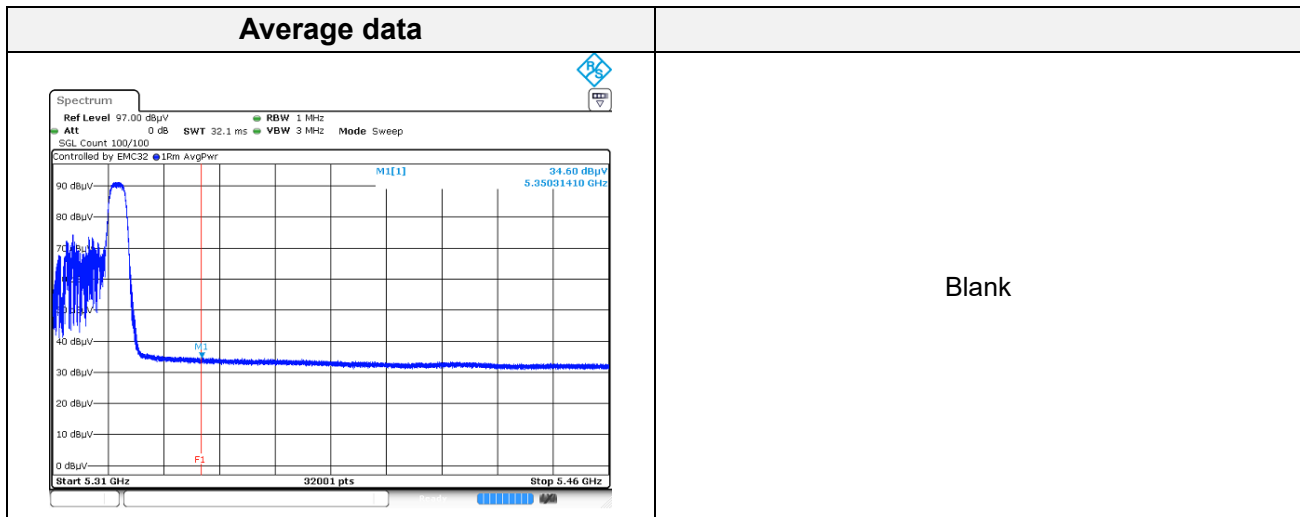 Average data
R&S
Spectrum
Ref Level 97.00 dBµV RBW 1 MHz
Att 0 dB SWT 32.1 ms VBW 3 MHz Mode Sweep
SGL Count 100/100
Controlled by EMC32 1Rm AvgPwr
M1[1] 34.60 dBµV
5.35031410 GHz
90 dBµV
80 dBµV
70 dBµV
40 dBµV
M1
30 dBµV
20 dBµV
10 dBµV
F1
0 dBµV
Start 5.31 GHz 32001 pts Stop 5.46 GHz
Blank